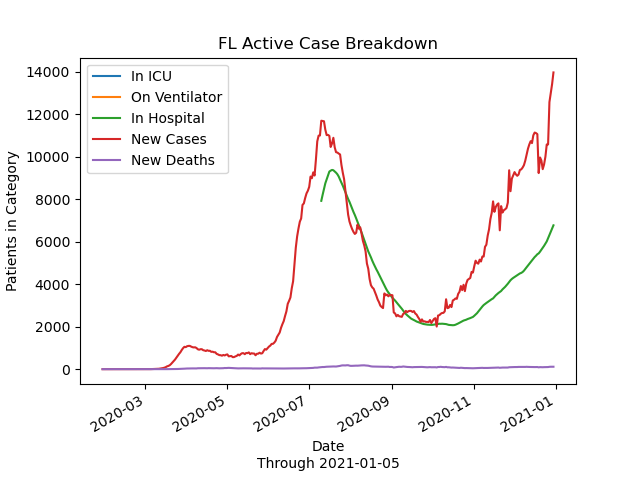 FL Active Case Breakdown
In ICU
On Ventilator
In Hospital
New Cases
New Deaths
Patients in Category
14000
12000
10000
8000
6000
4000
2000
0
2020-03
2020-05
2020-07
2020-09
2020-11
2021-01
Date
Through 2021-01-05